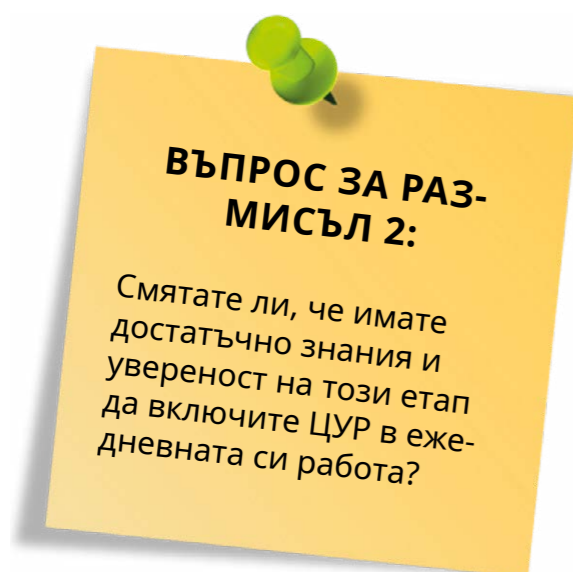 ВЪПРОС ЗА РАЗ-
МИСЪЛ 2:
Смятате ли, че имате
достатъчно знания и
увереност на този етап
да включите ЦУР в еже-
дневната си работа?